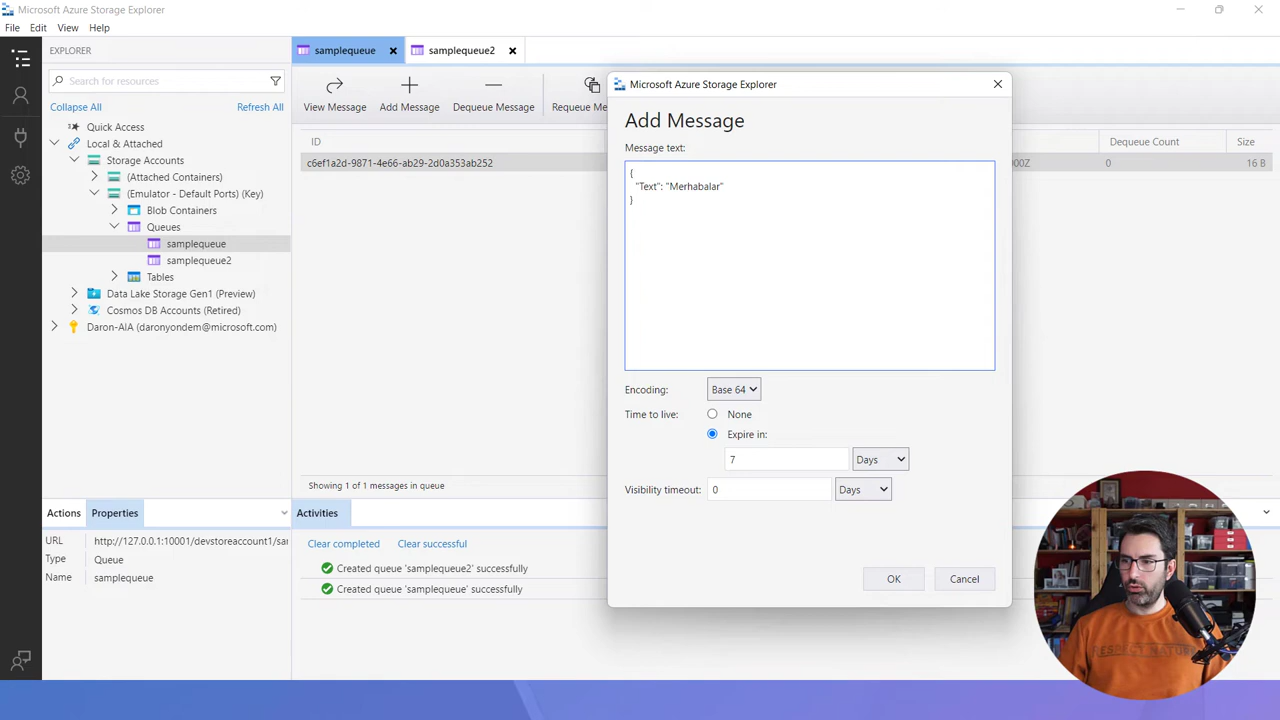 Microsoft Azure Storage Explorer
File Edit View Help
EXPLORER
Search for resources
Collapse All Refresh All
Quick Access
Local & Attached
Storage Accounts
(Attached Containers)
(Emulator - Default Ports) (Key)
Blob Containers
Queues
samplequeue
samplequeue2
Tables
Data Lake Storage Gen1 (Preview)
Cosmos DB Accounts (Retired)
Daron-AIA (daronyondem@microsoft.com)
Actions Properties
URL http://127.0.0.1:10001/devstoreaccount1/sar
Type Queue
Name samplequeue
samplequeue samplequeue2
View Message Add Message Dequeue Message Requeue Me
ID Dequeue Count Size
c6ef1a2d-9871-4e66-ab29-2d0a353ab252 000Z 0 16 B
Showing 1 of 1 messages in queue
Activities
Clear completed Clear successful
Created queue 'samplequeue2' successfully
Created queue 'samplequeue' successfully
Microsoft Azure Storage Explorer
Add Message
Message text:
{
"Text": "Merhabalar"
}
Encoding: Base 64
Time to live: None
Expire in:
7 Days
Visibility timeout: 0 Days
OK Cancel
RESPECT NATURE